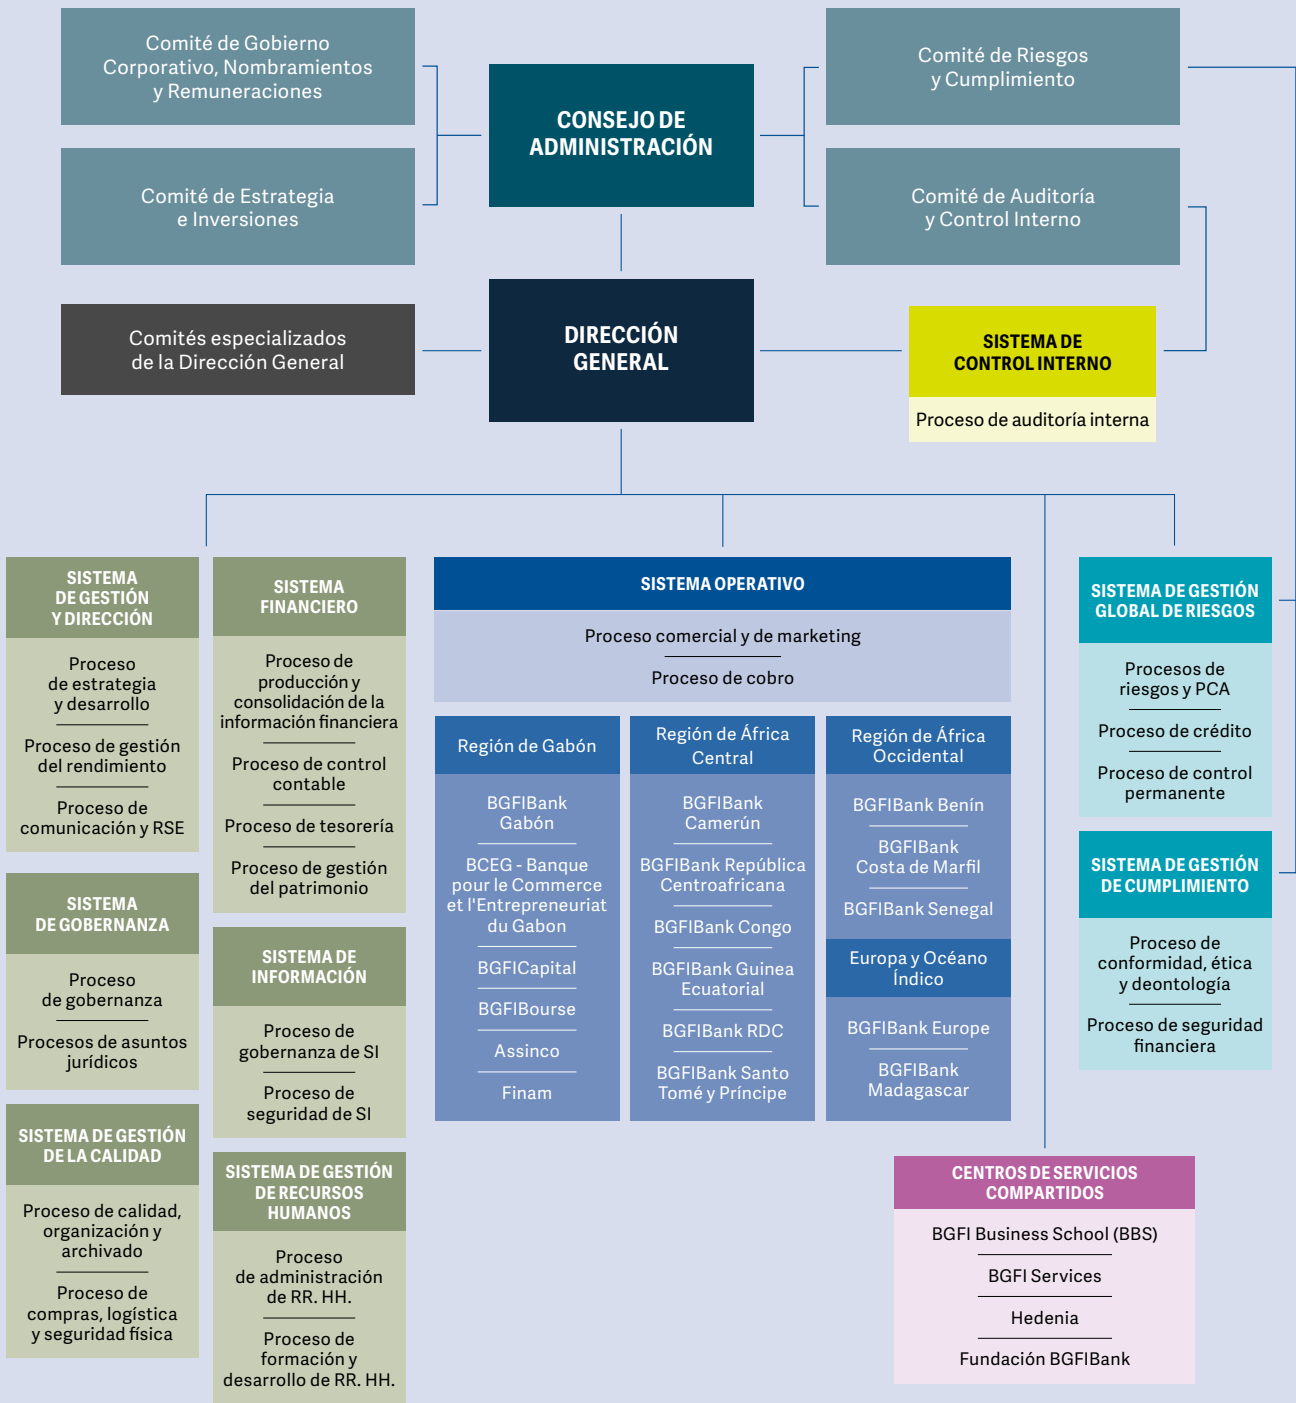 Comité de Gobierno
Corporativo, Nombramientos
y Remuneraciones
Comité de Estrategia
e Inversiones
CONSEJO DE
ADMINISTRACIÓN
Comité de Riesgos
y Cumplimiento
Comité de Auditoría
y Control Interno
Comités especializados
de la Dirección General
DIRECCIÓN
GENERAL
SISTEMA DE
CONTROL INTERNO
Proceso de auditoría interna
SISTEMA
DE GESTIÓN
Y DIRECCIÓN
Proceso
de estrategia
y desarrollo
Proceso de gestión
del rendimiento
Proceso de
comunicación y RSE
SISTEMA
DE GOBERNANZA
Proceso
de gobernanza
Procesos de asuntos
jurídicos
SISTEMA DE GESTIÓN
DE LA CALIDAD
Proceso de calidad,
organización y
archivado
Proceso de
compras, logística
y seguridad física
SISTEMA
FINANCIERO
Proceso de
producción y
consolidación de la
información financiera
Proceso de control
contable
Proceso de tesorería
Proceso de gestión
del patrimonio
SISTEMA DE
INFORMACIÓN
Proceso de
gobernanza de SI
Proceso de
seguridad de SI
SISTEMA DE GESTIÓN
DE RECURSOS
HUMANOS
Proceso
de administración
de RR. HH.
Proceso de
formación y
desarrollo de RR. HH.
SISTEMA OPERATIVO
Proceso comercial y de marketing
Proceso de cobro
Región de Gabón
BGFIBank
Gabón
BCEG - Banque
pour le Commerce
et l'Entrepreneuriat
du Gabon
BGFICapital
BGFIBourse
Assinco
Finam
Región de África
Central
BGFIBank
Camerún
BGFIBank República
Centroafricana
BGFIBank Congo
BGFIBank Guinea
Ecuatorial
BGFIBank RDC
BGFIBank Santo
Tomé y Príncipe
Región de África
Occidental
BGFIBank Benín
BGFIBank
Costa de Marfil
BGFIBank Senegal
Europa y Océano
Índico
BGFIBank Europe
BGFIBank
Madagascar
SISTEMA DE GESTIÓN
GLOBAL DE RIESGOS
Procesos de
riesgos y PCA
Proceso de crédito
Proceso de control
permanente
SISTEMA DE GESTIÓN
DE CUMPLIMIENTO
Proceso de
conformidad, ética
y deontología
Proceso de seguridad
financiera
CENTROS DE SERVICIOS
COMPARTIDOS
BGFI Business School (BBS)
BGFI Services
Hedenia
Fundación BGFIBank